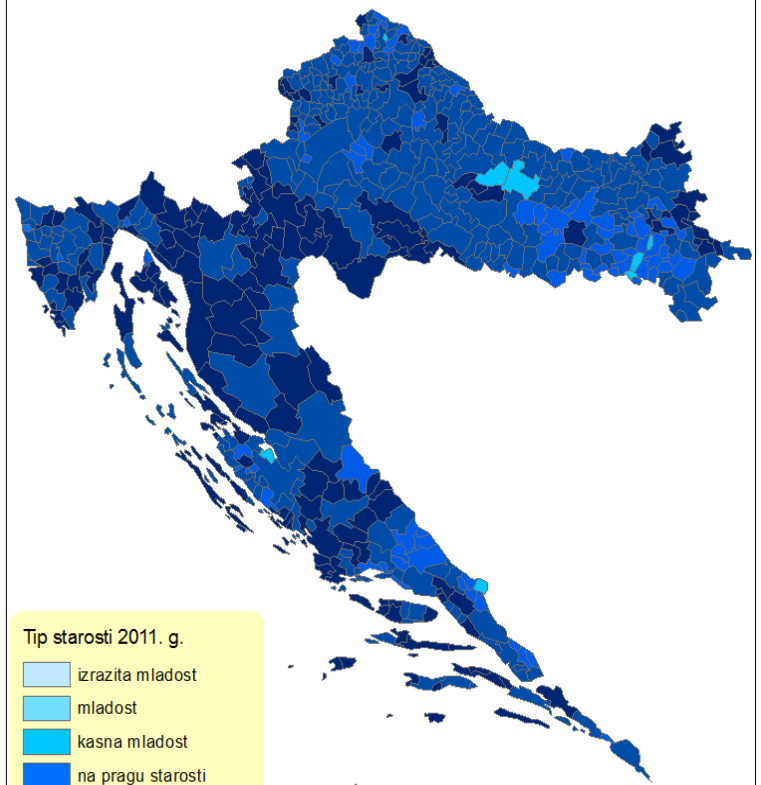 Tip starosti 2011. g.
izrazita mladost
mladost
kasna mladost
na pragu starosti